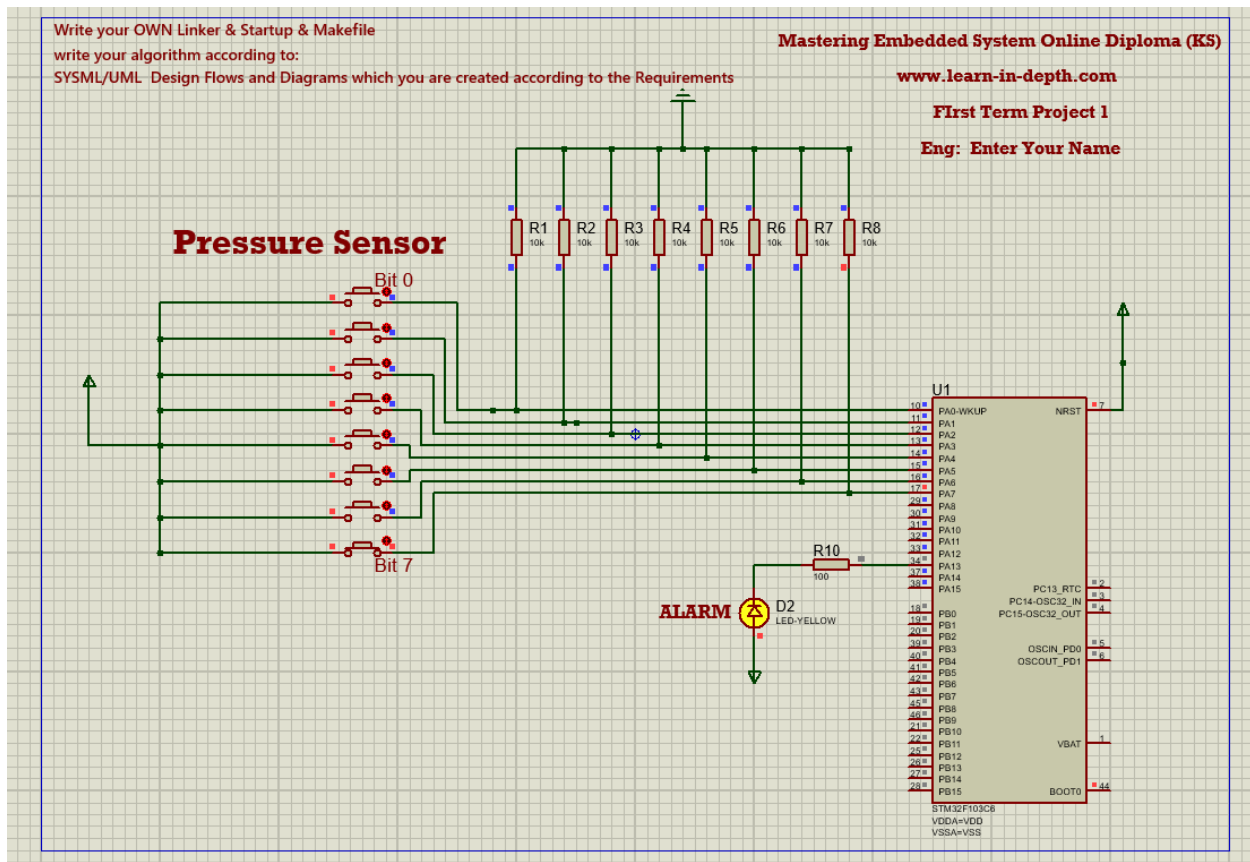 Write your OWN Linker & Startup & Makefile
write your algorithm according to:
SYSML/UML Design Flows and Diagrams which you are created according to the Requirements
Mastering Embedded System Online Diploma (KS)
www.learn-in-depth.com
FIrst Term Project 1
Eng: Enter Your Name
Pressure Sensor
Bit 0
Bit 7
R1
10k
R2
10k
R3
10k
R4
10k
R5
10k
R6
10k
R7
10k
R8
10k
R10
100
ALARM
D2
LED-YELLOW
U1
10 PA0-WKUP
11 PA1
12 PA2
13 PA3
14 PA4
15 PA5
16 PA6
17 PA7
29 PA8
30 PA9
31 PA10
32 PA11
33 PA12
34 PA13
37 PA14
38 PA15
18 PB0
19 PB1
20 PB2
39 PB3
40 PB4
41 PB5
42 PB6
43 PB7
45 PB8
46 PB9
21 PB10
22 PB11
25 PB12
26 PB13
27 PB14
28 PB15
NRST 7
PC13_RTC 2
PC14-OSC32_IN 3
PC15-OSC32_OUT 4
OSCIN_PD0 5
OSCOUT_PD1 6
VBAT 1
BOOT0 44
STM32F103C6
VDDA=VDD
VSSA=VSS